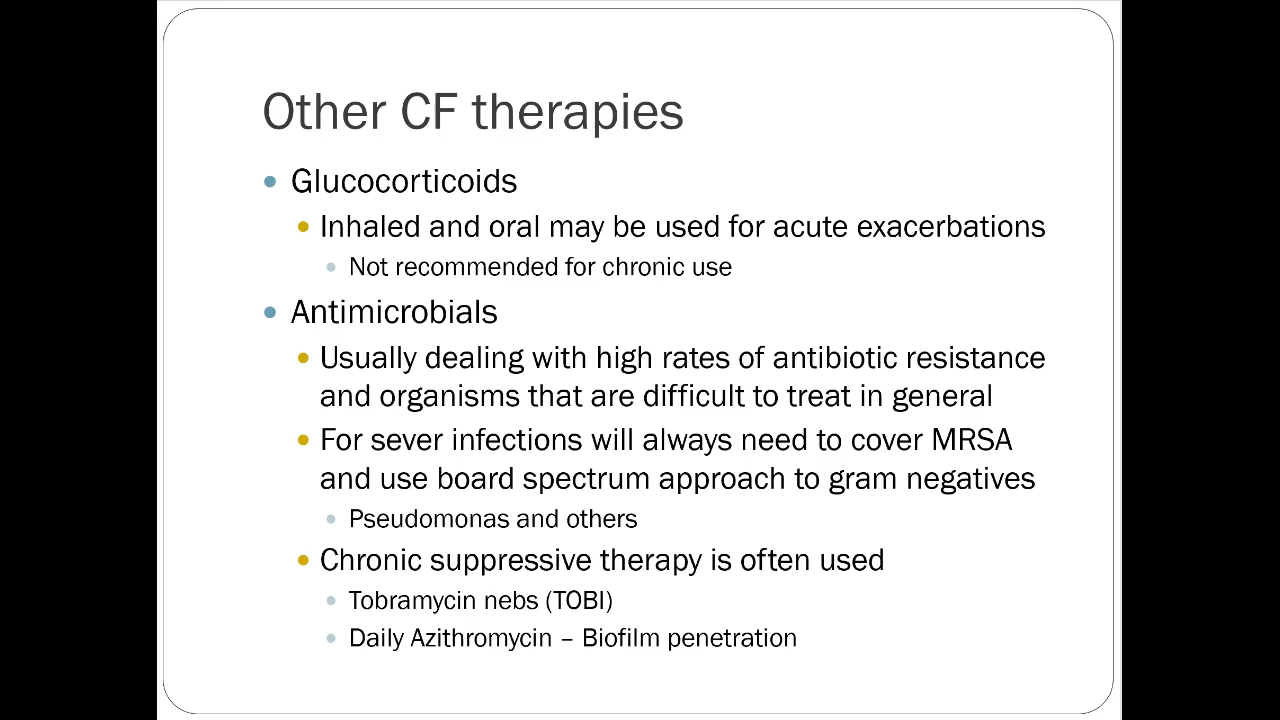 Other CF therapies
• Glucocorticoids
• Inhaled and oral may be used for acute exacerbations
• Not recommended for chronic use
• Antimicrobials
• Usually dealing with high rates of antibiotic resistance
and organisms that are difficult to treat in general
• For sever infections will always need to cover MRSA
and use board spectrum approach to gram negatives
• Pseudomonas and others
• Chronic suppressive therapy is often used
• Tobramycin nebs (TOBI)
• Daily Azithromycin – Biofilm penetration